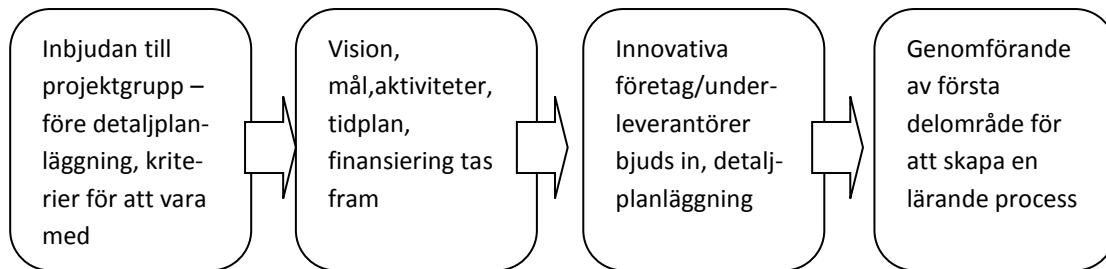 Inbjudan till
projektgrupp –
före detaljplan-
läggning, krite-
rier för att vara
med
Vision,
mål,aktiviteter,
tidplan,
finansiering tas
fram
Innovativa
företag/under-
leverantörer
bjuds in, detalj-
planläggning
Genomförande
av första
delområde för
att skapa en
lärande process